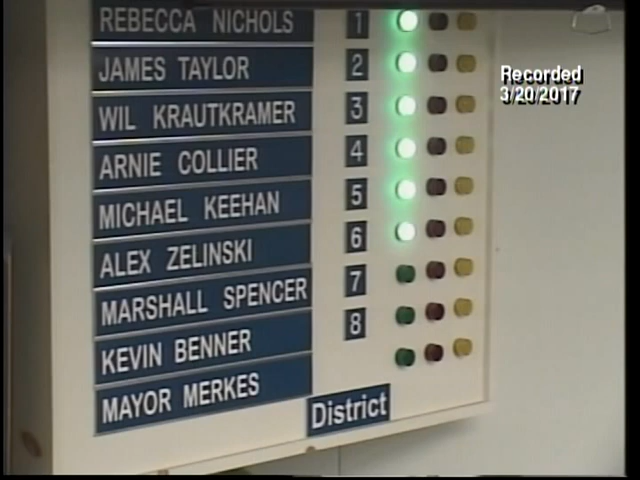 REBECCA NICHOLS 1
JAMES TAYLOR 2
WIL KRAUTKRAMER 3
ARNIE COLLIER 4
MICHAEL KEEHAN 5
ALEX ZELINSKI 6
MARSHALL SPENCER 7
KEVIN BENNER 8
MAYOR MERKES
District
Recorded
3/20/2017